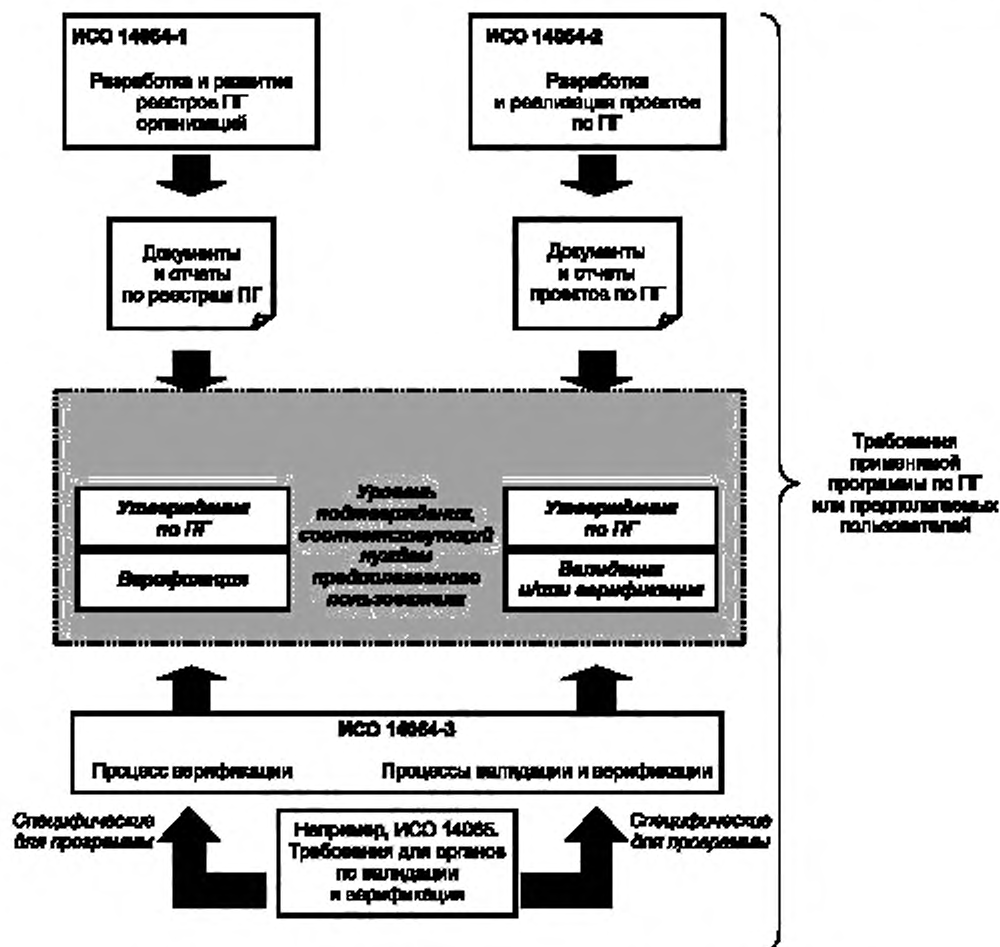 ИСО 14064-1
Разработка и развитие
реестров ПГ
организаций
ИСО 14064-2
Разработка
и реализация проектов
по ПГ
Документы
и отчеты
по реестрам ПГ
Документы
и отчеты
проектов по ПГ
Утверждения
по ПГ
Верификация
Уровень
подтверждения,
соответствующий
нуждам
предполагаемого
пользователя
Утверждения
по ПГ
Валидация
и/или верификация
Требования
применимой
программы по ПГ
или предполагаемых
пользователей
ИСО 14064-3
Процесс верификации
Процессы валидации и верификации
Специфические
для программы
Например, ИСО 14065.
Требования для органов
по валидации
и верификации
Специфические
для программы